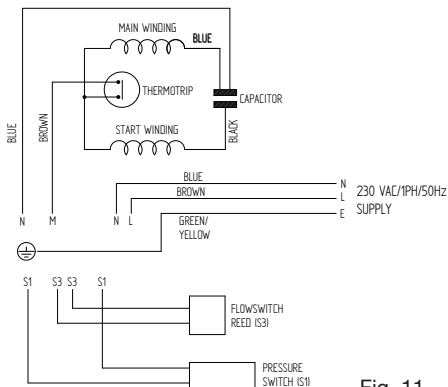 MAIN WINDING
BLUE
THERMOTRIP
CAPACITOR
START WINDING
BLUE
BROWN
BLACK
BLUE
BROWN
N M N L
N
L
E
230 VAC/1PH/50Hz
SUPPLY
GREEN/
YELLOW
S1 S3 S3 S1
FLOWSWITCH
REED (S3)
PRESSURE
SWITCH (S1)
Fig. 11